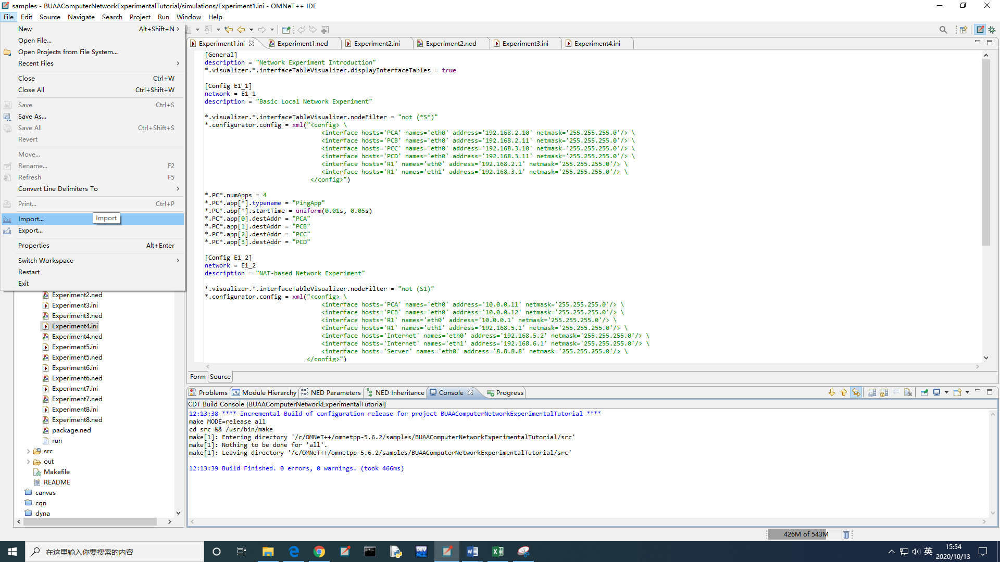 samples - BUAAComputerNetworkExperimentalTutorial/simulations/Experiment1.ini - OMNeT++ IDE
File Edit Source Navigate Search Project Run Window Help
New Alt+Shift+N
Open File...
Open Projects from File System...
Recent Files
Close Ctrl+W
Close All Ctrl+Shift+W
Save Ctrl+S
Save As...
Save All Ctrl+Shift+S
Revert
Move...
Rename... F2
Refresh F5
Convert Line Delimiters To
Print... Ctrl+P
Import... Import
Export...
Properties Alt+Enter
Switch Workspace
Restart
Exit
Experiment2.ned
Experiment3.ini
Experiment3.ned
Experiment4.ini
Experiment4.ned
Experiment5.ini
Experiment5.ned
Experiment6.ini
Experiment6.ned
Experiment7.ini
Experiment7.ned
Experiment8.ini
Experiment8.ned
package.ned
run
src
out
Makefile
README
canvas
cqn
dyna
Experiment1.ini Experiment1.ned Experiment2.ini Experiment2.ned Experiment3.ini Experiment4.ini
[General]
description = "Network Experiment Introduction"
*.visualizer.*.interfaceTableVisualizer.displayInterfaceTables = true
[Config E1_1]
network = E1_1
description = "Basic Local Network Experiment"
*.visualizer.*.interfaceTableVisualizer.nodeFilter = "not (*S*)"
*.configurator.config = xml("<config> \
<interface hosts='PCA' names='eth0' address='192.168.2.10' netmask='255.255.255.0'/> \
<interface hosts='PCB' names='eth0' address='192.168.2.11' netmask='255.255.255.0'/> \
<interface hosts='PCC' names='eth0' address='192.168.3.10' netmask='255.255.255.0'/> \
<interface hosts='PCD' names='eth0' address='192.168.3.11' netmask='255.255.255.0'/> \
<interface hosts='R1' names='eth0' address='192.168.2.1' netmask='255.255.255.0'/> \
<interface hosts='R1' names='eth1' address='192.168.3.1' netmask='255.255.255.0'/> \
</config>")
*.PC*.numApps = 4
*.PC*.app[*].typename = "PingApp"
*.PC*.app[*].startTime = uniform(0.01s, 0.05s)
*.PC*.app[0].destAddr = "PCA"
*.PC*.app[1].destAddr = "PCB"
*.PC*.app[2].destAddr = "PCC"
*.PC*.app[3].destAddr = "PCD"
[Config E1_2]
network = E1_2
description = "NAT-based Network Experiment"
*.visualizer.*.interfaceTableVisualizer.nodeFilter = "not (S1)"
*.configurator.config = xml("<config> \
<interface hosts='PCA' names='eth0' address='10.0.0.11' netmask='255.255.255.0'/> \
<interface hosts='PCB' names='eth0' address='10.0.0.12' netmask='255.255.255.0'/> \
<interface hosts='R1' names='eth0' address='10.0.0.1' netmask='255.255.255.0'/> \
<interface hosts='R1' names='eth1' address='192.168.5.1' netmask='255.255.255.0'/> \
<interface hosts='Internet' names='eth0' address='192.168.5.2' netmask='255.255.255.0'/> \
<interface hosts='Internet' names='eth1' address='192.168.6.1' netmask='255.255.255.0'/> \
<interface hosts='Server' names='eth0' address='8.8.8.8' netmask='255.255.255.0'/> \
</config>")
Form Source
Problems Module Hierarchy NED Parameters NED Inheritance Console Progress
CDT Build Console [BUAAComputerNetworkExperimentalTutorial]
12:13:38 **** Incremental Build of configuration release for project BUAAComputerNetworkExperimentalTutorial ****
make MODE=release all
cd src && /usr/bin/make
make[1]: Entering directory '/c/OMNeT++/omnetpp-5.6.2/samples/BUAAComputerNetworkExperimentalTutorial/src'
make[1]: Nothing to be done for 'all'.
make[1]: Leaving directory '/c/OMNeT++/omnetpp-5.6.2/samples/BUAAComputerNetworkExperimentalTutorial/src'
12:13:39 Build Finished. 0 errors, 0 warnings. (took 466ms)
426M of 543M
在这里输入你要搜索的内容
DEV
英
15:54
2020/10/13